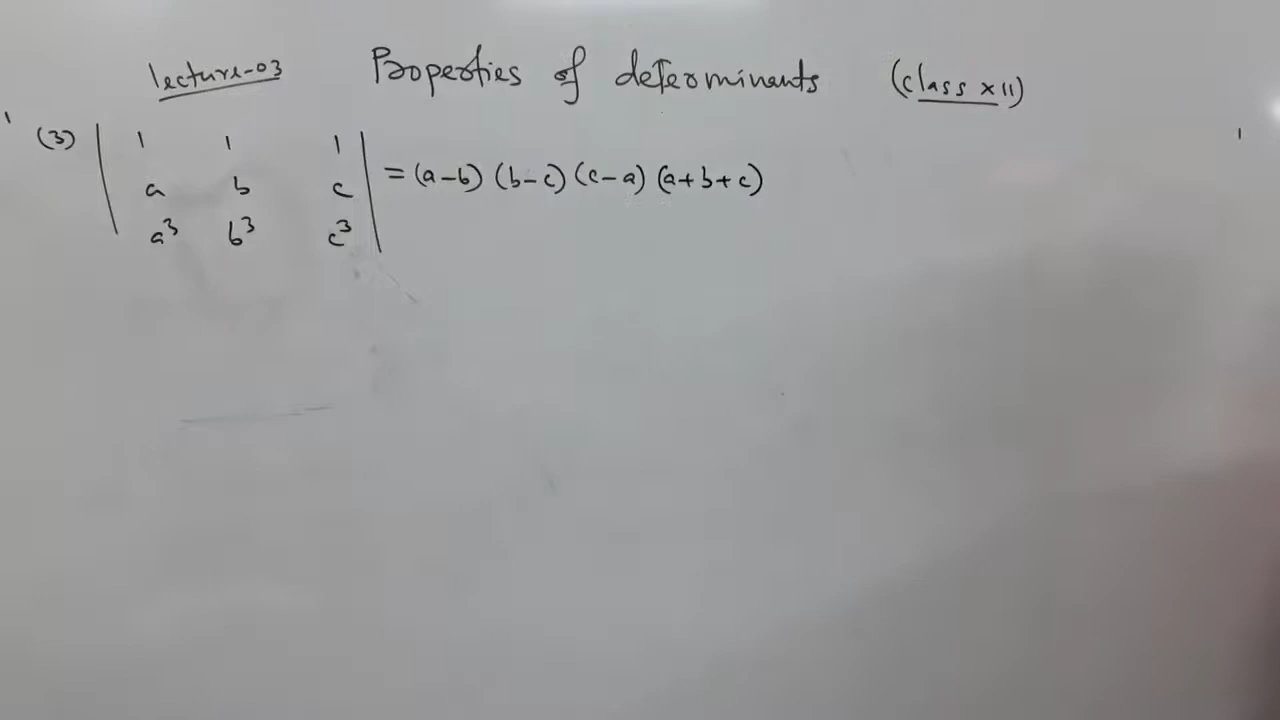 lecture-03 Properties of determinants (class XII)
(3) | 1 1 1 | = (a-b) (b-c) (c-a) (a+b+c)
a b c
a³ b³ c³